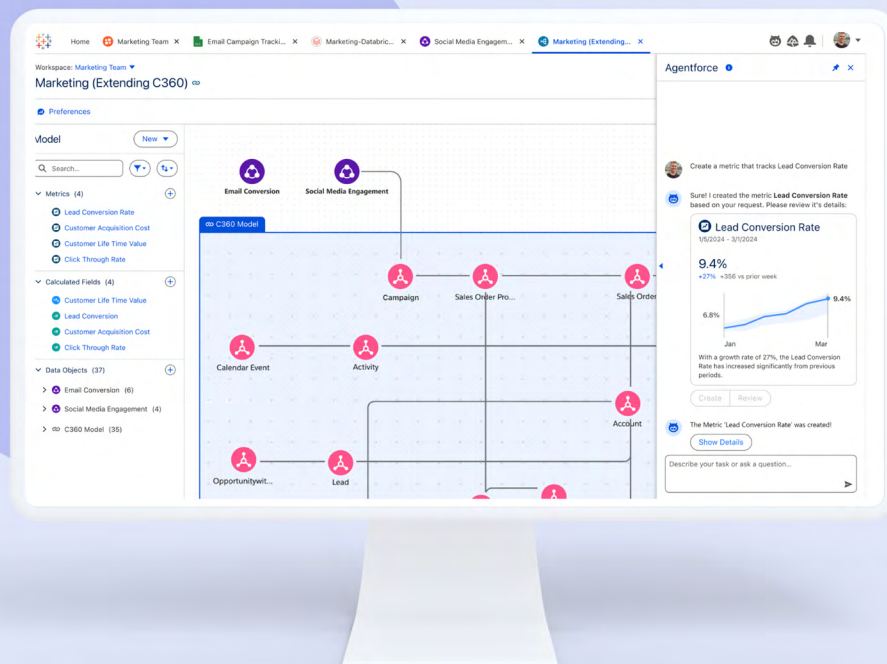 Home
Marketing Team
Email Campaign Tracki...
Marketing-Databric...
Social Media Engagem...
Marketing (Extending...
Workspace: Marketing Team
Marketing (Extending C360)
Preferences
Model
New
Search...
Metrics (4)
Lead Conversion Rate
Customer Acquisition Cost
Customer Life Time Value
Click Through Rate
Calculated Fields (4)
Customer Life Time Value
Lead Conversion
Customer Acquisition Cost
Click Through Rate
Data Objects (37)
Email Conversion (6)
Social Media Engagement (4)
C360 Model (35)
Email Conversion
Social Media Engagement
C360 Model
Campaign
Sales Order Pro...
Sales Order
Calendar Event
Activity
Account
Opportunitywit...
Lead
Agentforce
Create a metric that tracks Lead Conversion Rate
Sure! I created the metric Lead Conversion Rate
based on your request. Please review it's details:
Lead Conversion Rate
1/5/2024 - 3/1/2024
9.4%
+27% +356 vs prior week
9.4%
6.8%
Jan
Mar
With a growth rate of 27%, the Lead Conversion
Rate has increased significantly from previous
periods.
Create
Review
The Metric 'Lead Conversion Rate' was created!
Show Details
Describe your task or ask a question...